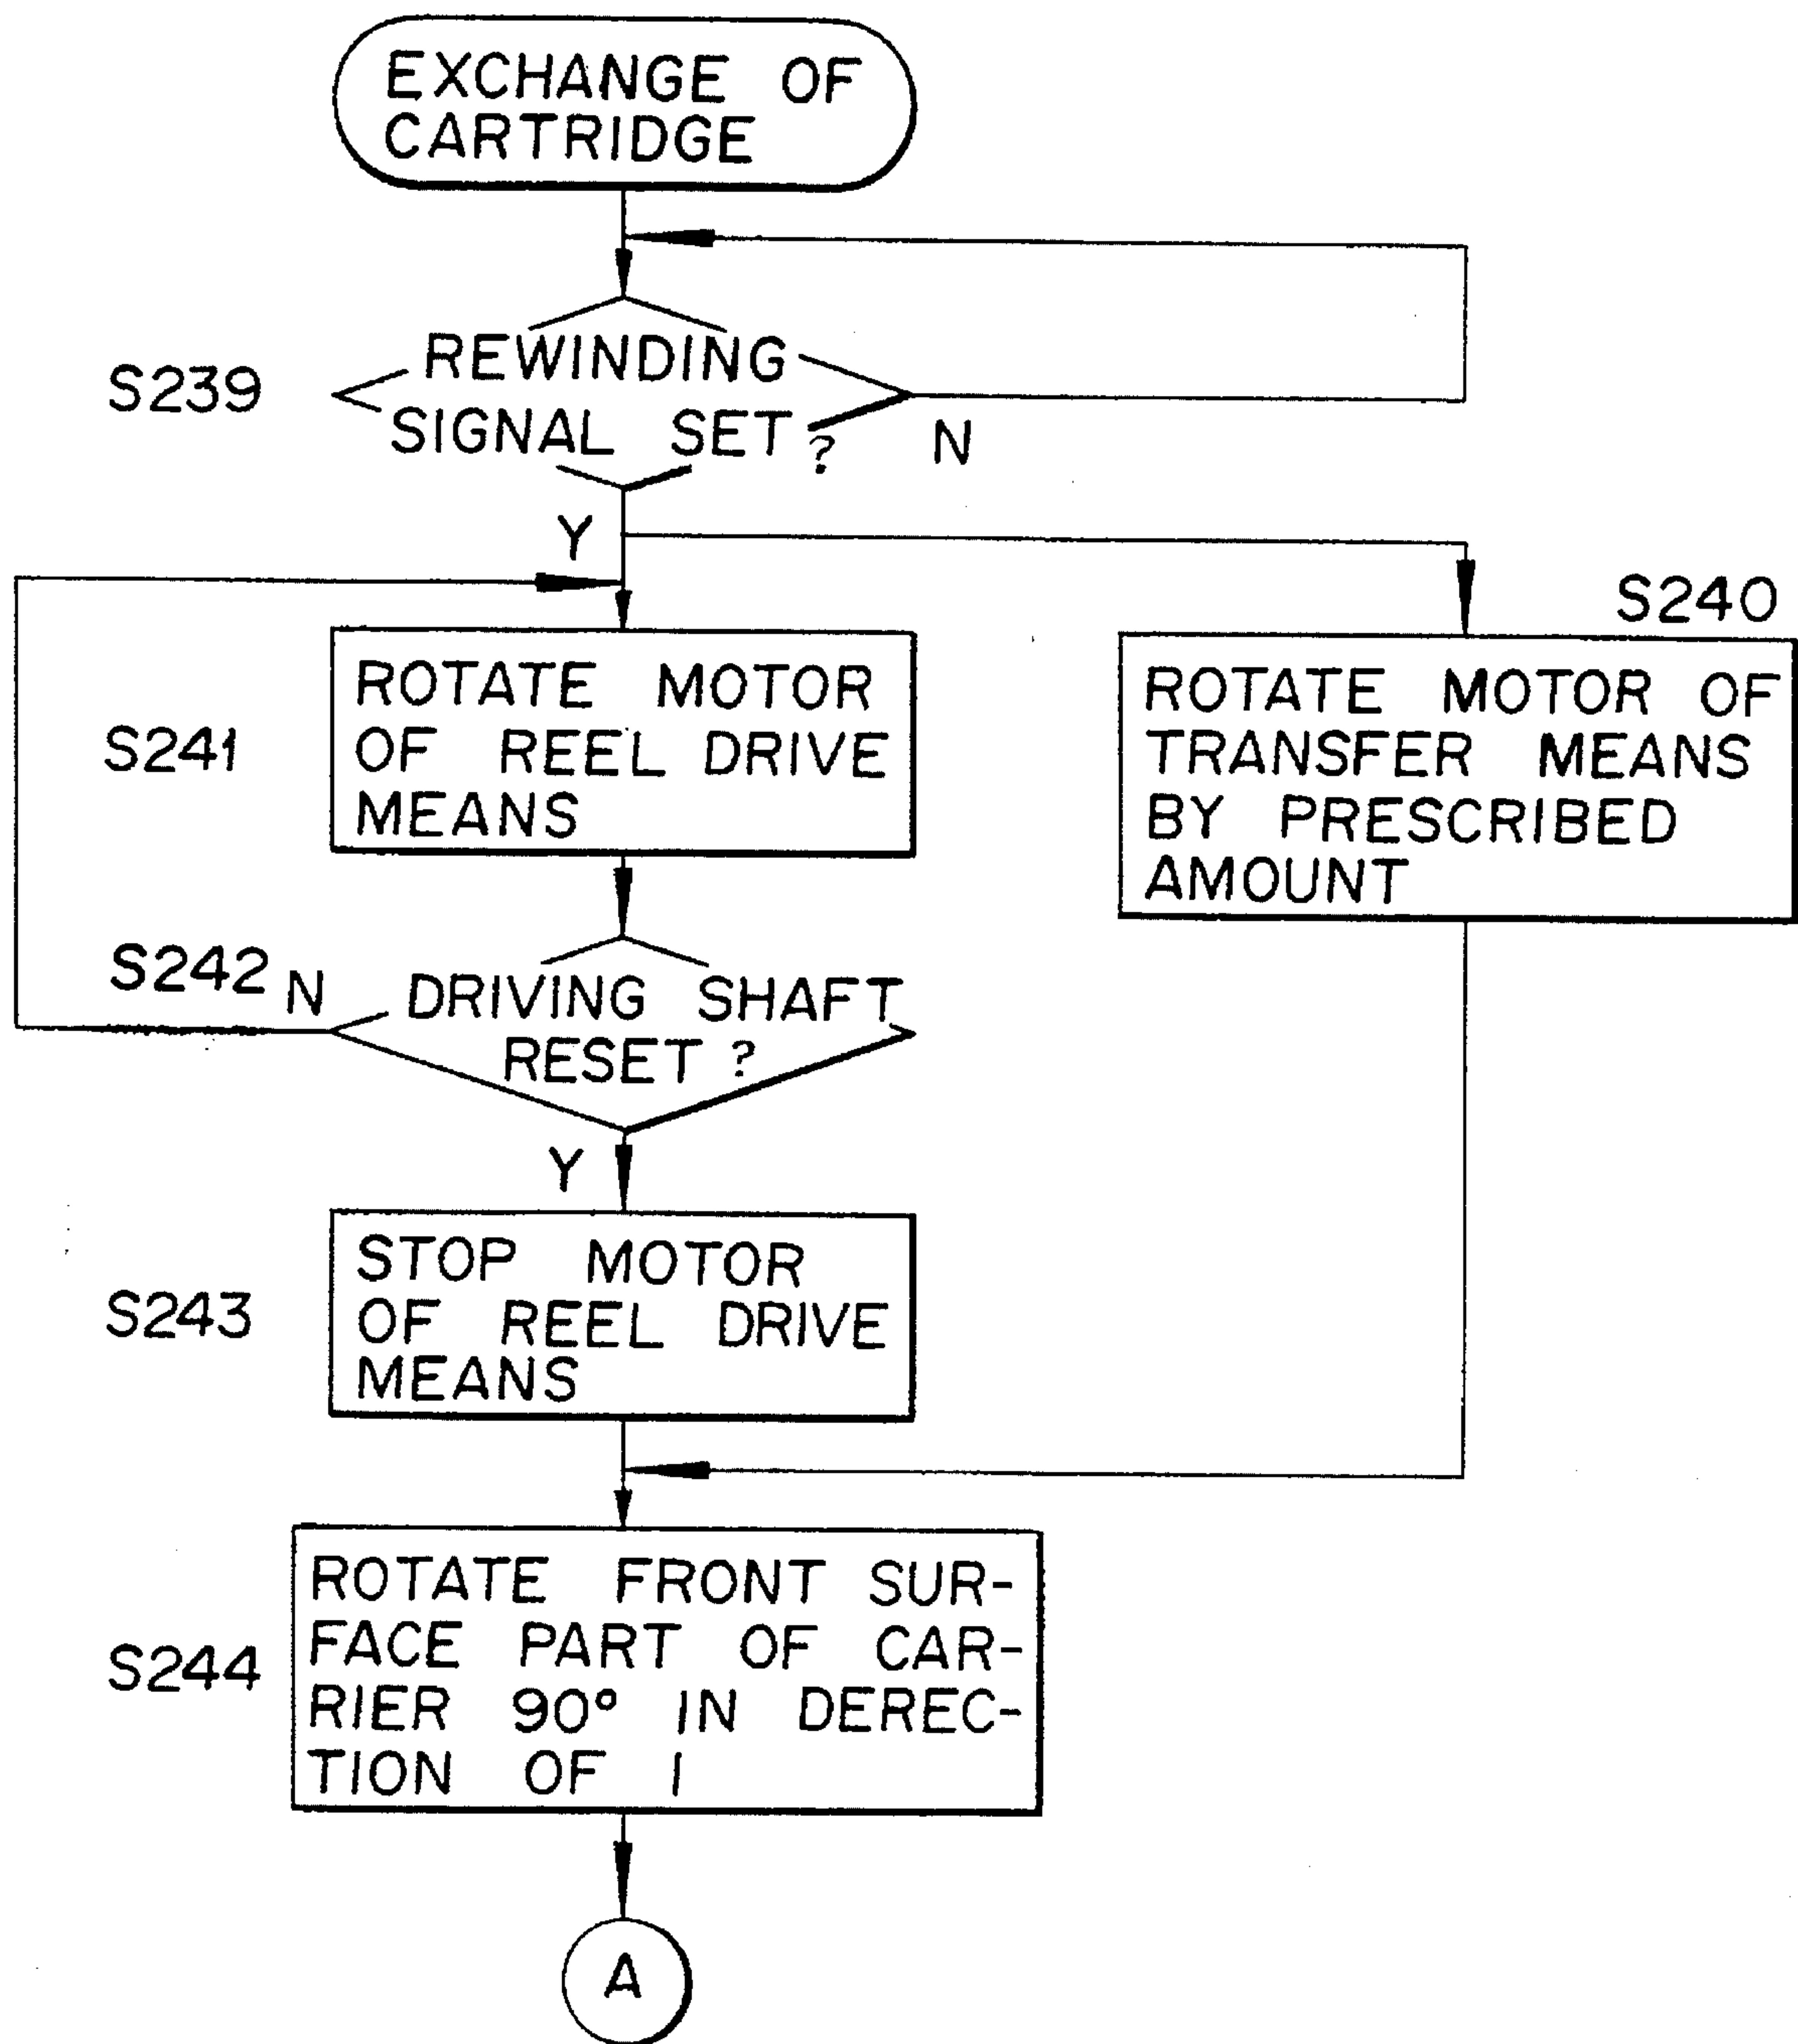 EXCHANGE OF
CARTRIDGE
S239
REWINDING
SIGNAL SET ?
N
Y
S240
S241
ROTATE MOTOR
OF REEL DRIVE
MEANS
ROTATE MOTOR OF
TRANSFER MEANS
BY PRESCRIBED
AMOUNT
S242
N
DRIVING SHAFT
RESET ?
Y
S243
STOP MOTOR
OF REEL DRIVE
MEANS
S244
ROTATE FRONT SUR-
FACE PART OF CAR-
RIER 90° IN DEREC-
TION OF I
A